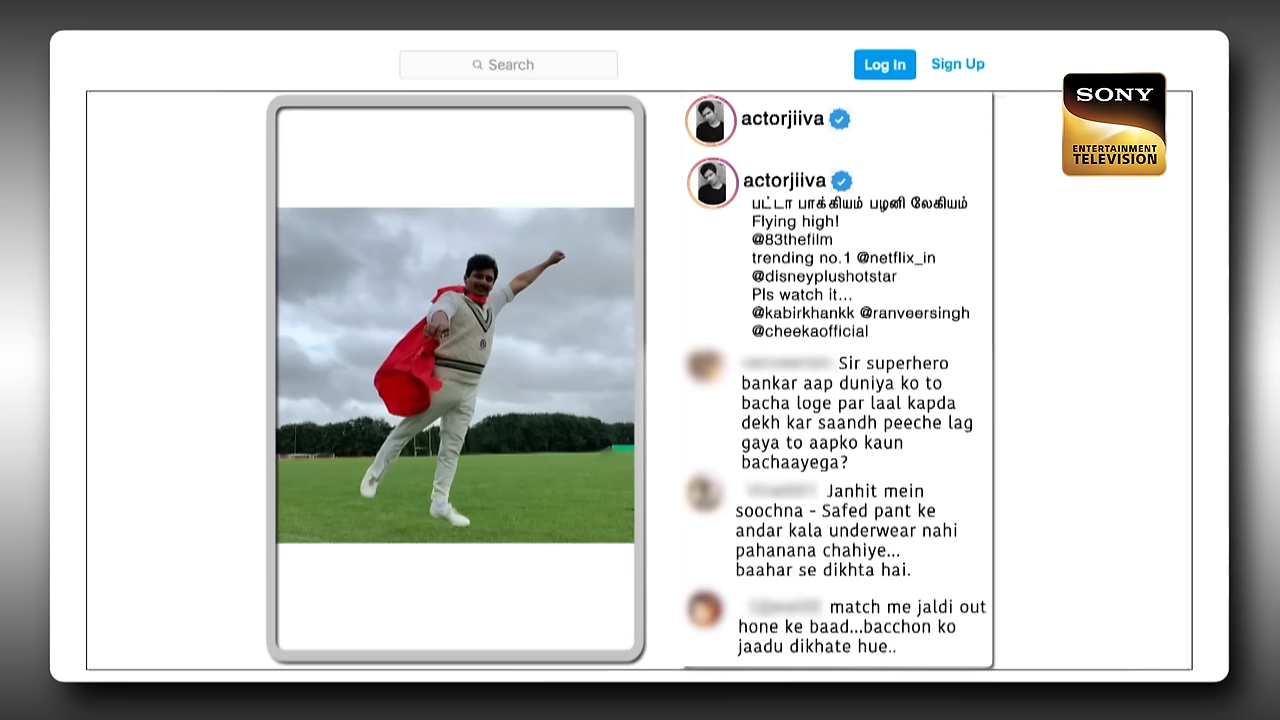 Search
Log In
Sign Up
SONY
ENTERTAINMENT
TELEVISION
actorjiiva
actorjiiva
பட்டா பாக்கியம் பழனி லேகியம்
Flying high!
@83thefilm
trending no.1 @netflix_in
@disneyplushotstar
Pls watch it...
@kabirkhankk @ranveersingh
@cheekaofficial
Sir superhero
bankar aap duniya ko to
bacha loge par laal kapda
dekh kar saandh peeche lag
gaya to aapko kaun
bachaayega?
Janhit mein
soochna - Safed pant ke
andar kala underwear nahi
pahanana chahiye...
baahar se dikhta hai.
match me jaldi out
hone ke baad...bacchon ko
jaadu dikhate hue..